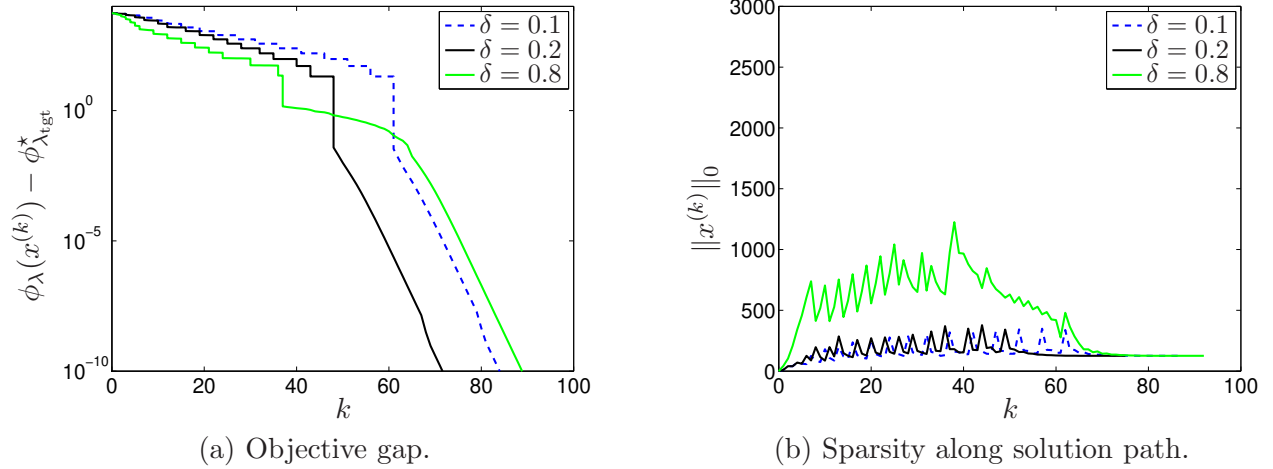 δ = 0.1
δ = 0.2
δ = 0.8
10^0
10^−5
10^−10
ϕ_λ(x^(k)) − ϕ^⋆_λ_tgt
0 20 40 60 80 100
k
(a) Objective gap.
δ = 0.1
δ = 0.2
δ = 0.8
3000
2500
2000
1500
1000
500
0
‖x^(k)‖_0
0 20 40 60 80 100
k
(b) Sparsity along solution path.